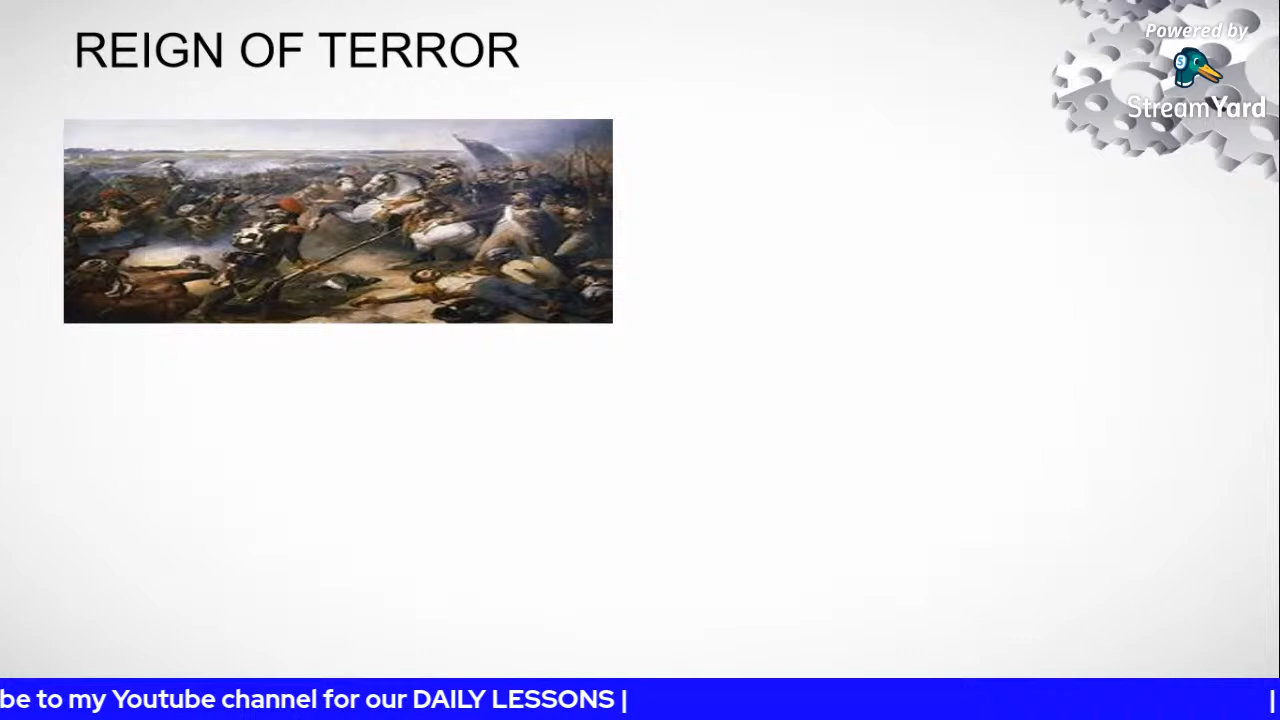 REIGN OF TERROR
Powered by
StreamYard
be to my Youtube channel for our DAILY LESSONS | |